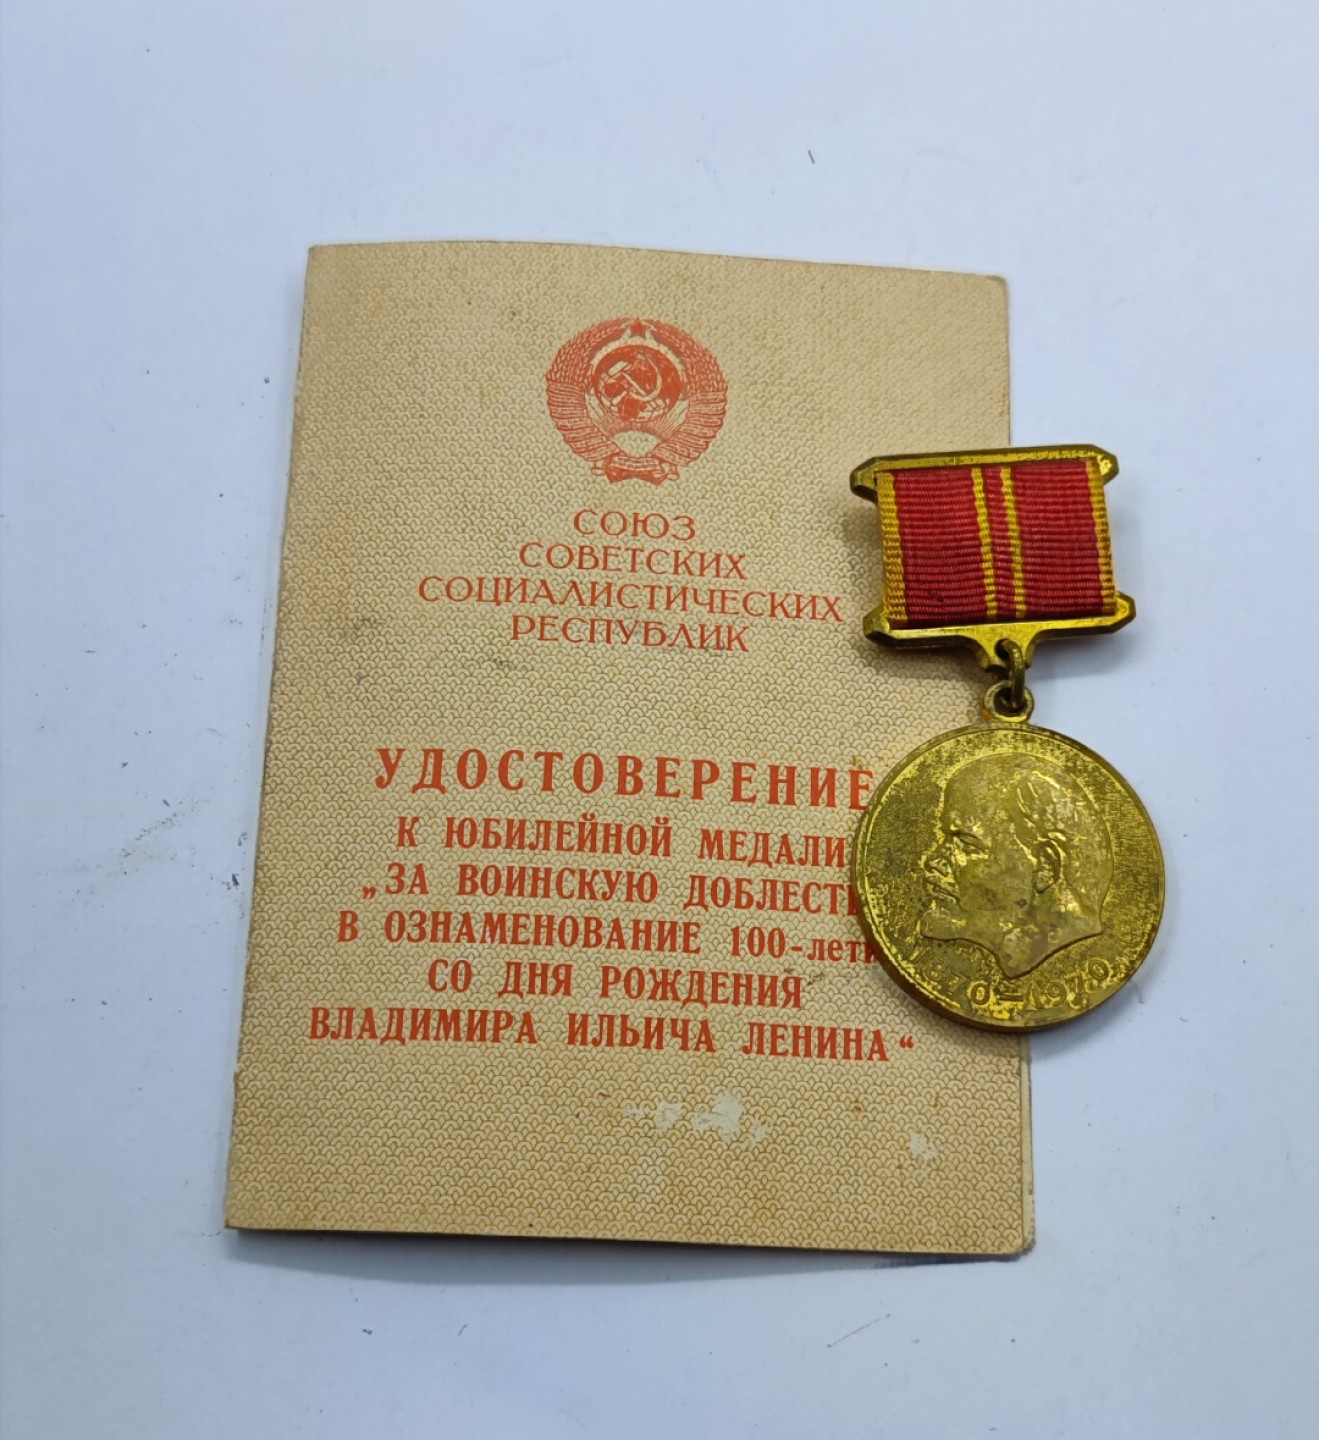 СОЮЗ
СОВЕТСКИХ
СОЦИАЛИСТИЧЕСКИХ
РЕСПУБЛИК
УДОСТОВЕРЕНИЕ
К ЮБИЛЕЙНОЙ МЕДАЛИ
„ЗА ВОИНСКУЮ ДОБЛЕСТЬ
В ОЗНАМЕНОВАНИЕ 100-лети
СО ДНЯ РОЖДЕНИЯ
ВЛАДИМИРА ИЛЬИЧА ЛЕНИНА“
1870 1970